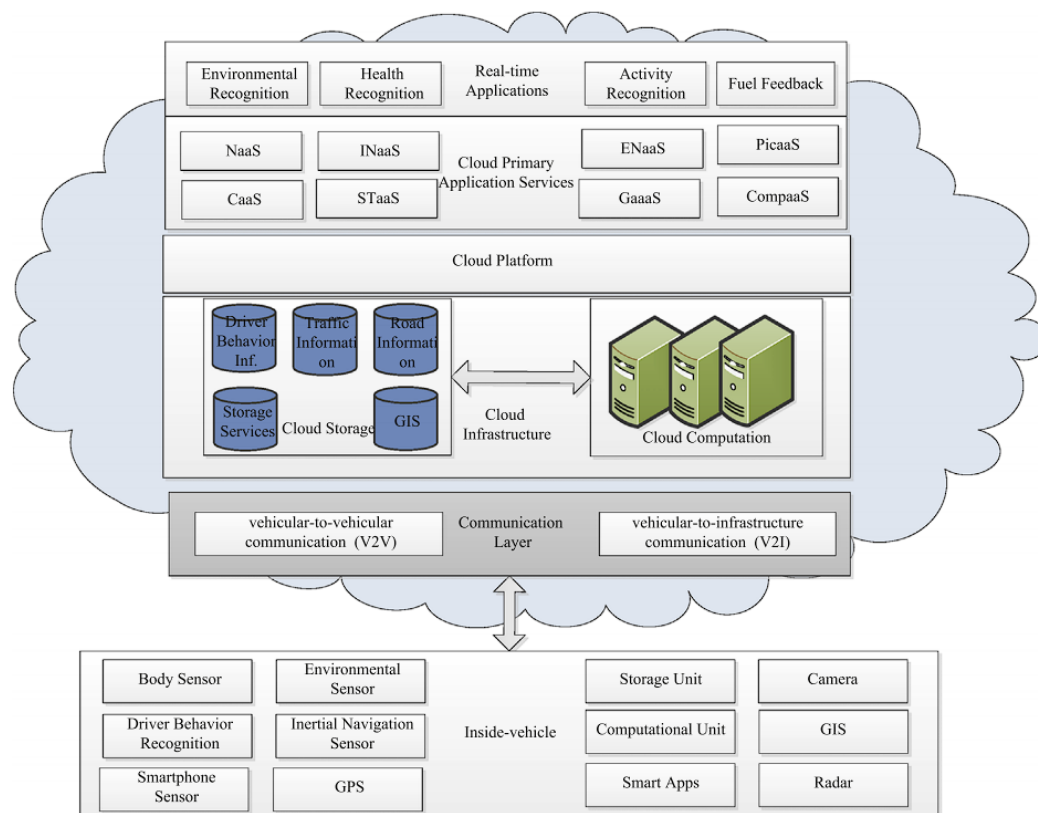 Environmental
Recognition
Health
Recognition
Real-time
Applications
Activity
Recognition
Fuel Feedback
NaaS
INaaS
Cloud Primary
Application Services
ENaaS
PicaaS
CaaS
STaaS
GaaaS
CompaaS
Cloud Platform
Driver
Behavior
Inf.
Traffic
Informati
on
Road
Informati
on
Storage
Services
Cloud Storage
GIS
Cloud
Infrastructure
Cloud Computation
vehicular-to-vehicular
communication (V2V)
Communication
Layer
vehicular-to-infrastructure
communication (V2I)
Body Sensor
Environmental
Sensor
Storage Unit
Camera
Driver Behavior
Recognition
Inertial Navigation
Sensor
Inside-vehicle
Computational Unit
GIS
Smartphone
Sensor
GPS
Smart Apps
Radar